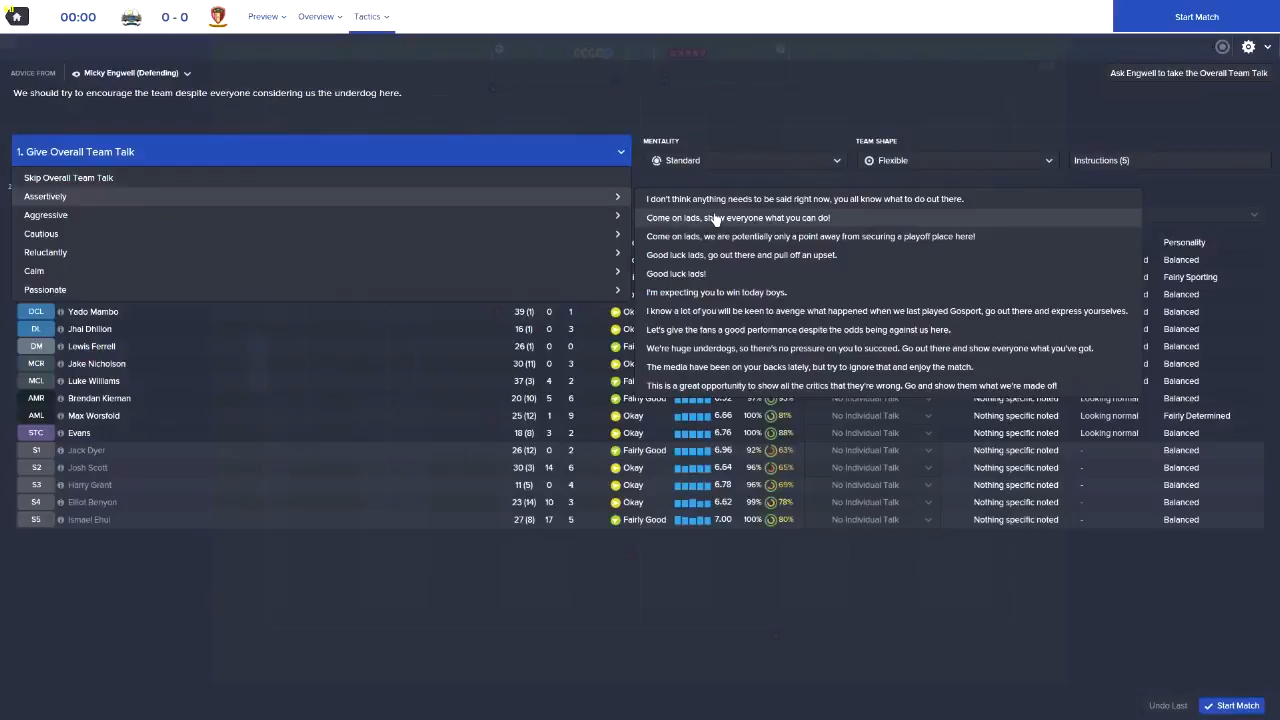 00:00
0 - 0
Preview
Overview
Tactics
Start Match
ADVICE FROM
Micky Engwell (Defending)
Ask Engwell to take the Overall Team Talk
We should try to encourage the team despite everyone considering us the underdog here.
1. Give Overall Team Talk
MENTALITY
Standard
TEAM SHAPE
Flexible
Instructions (5)
Skip Overall Team Talk
Assertively
Aggressive
Cautious
Reluctantly
Calm
Passionate
I don't think anything needs to be said right now, you all know what to do out there.
Come on lads, show everyone what you can do!
Come on lads, we are potentially only a point away from securing a playoff place here!
Good luck lads, go out there and pull off an upset.
Good luck lads!
I'm expecting you to win today boys.
I know a lot of you will be keen to avenge what happened when we last played Gosport, go out there and express yourselves.
Let's give the fans a good performance despite the odds being against us here.
We're huge underdogs, so there's no pressure on you to succeed. Go out there and show everyone what you've got.
The media have been on your backs lately, but try to ignore that and enjoy the match.
This is a great opportunity to show all the critics that they're wrong. Go and show them what we're made of!
Personality
Balanced
Fairly Sporting
Balanced
DCL Yado Mambo 39 (1) 0 1 Ok Balanced
DL Jhai Dhillon 16 (1) 0 3 Ok Balanced
DM Lewis Ferrell 26 (1) 0 0 Fai Balanced
MCR Jake Nicholson 30 (11) 0 3 Ok Balanced
MCL Luke Williams 37 (3) 4 2 Fai Balanced
AMR Brendan Kiernan 20 (10) 5 6 Fairly Good 97% No Individual Talk Nothing specific noted Looking normal Balanced
AML Max Worsfold 25 (12) 1 9 Okay 6.66 100% 81% No Individual Talk Nothing specific noted Looking normal Fairly Determined
STC Evans 18 (8) 3 2 Okay 6.76 100% 88% No Individual Talk Nothing specific noted Looking normal Balanced
S1 Jack Dyer 26 (12) 0 2 Fairly Good 6.96 92% 63% No Individual Talk Nothing specific noted - Balanced
S2 Josh Scott 30 (3) 14 6 Okay 6.64 96% 65% No Individual Talk Nothing specific noted - Balanced
S3 Harry Grant 11 (5) 0 4 Okay 6.78 96% 69% No Individual Talk Nothing specific noted - Balanced
S4 Elliot Benyon 23 (14) 10 3 Okay 6.62 99% 78% No Individual Talk Nothing specific noted - Balanced
S5 Ismael Ehui 27 (8) 17 5 Fairly Good 7.00 100% 80% No Individual Talk Nothing specific noted - Balanced
Undo Last
Start Match